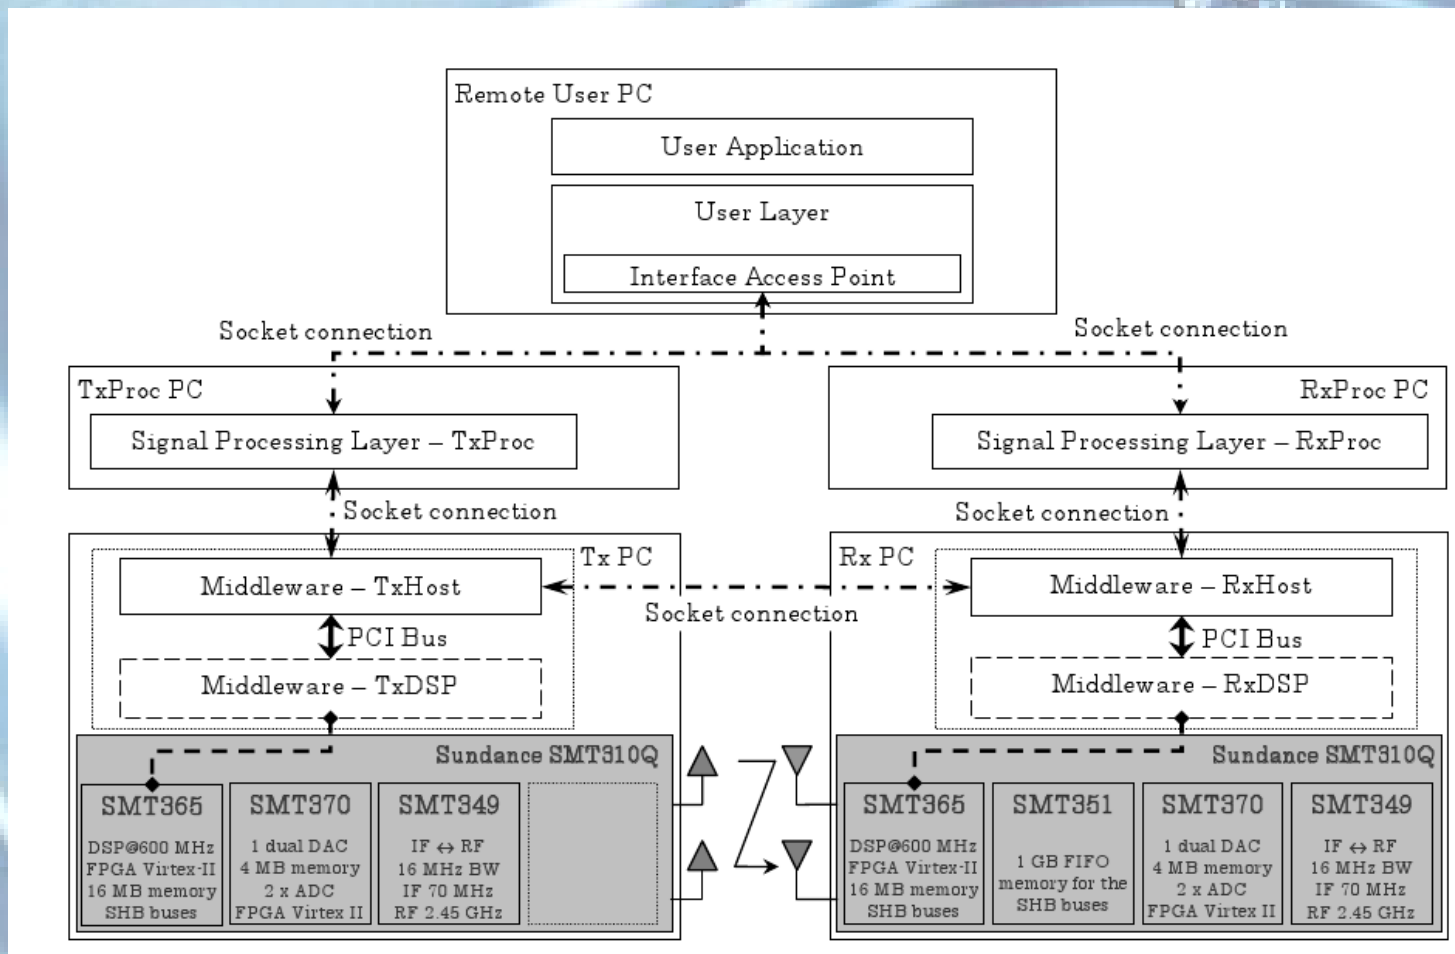 Remote User PC
User Application
User Layer
Interface Access Point
Socket connection
Socket connection
TxProc PC
Signal Processing Layer – TxProc
RxProc PC
Signal Processing Layer – RxProc
Socket connection
Socket connection
Tx PC
Middleware – TxHost
PCI Bus
Middleware – TxDSP
Socket connection
Rx PC
Middleware – RxHost
PCI Bus
Middleware – RxDSP
Sundance SMT310Q
SMT365
DSP@600 MHz
FPGA Virtex-II
16 MB memory
SHB buses
SMT370
1 dual DAC
4 MB memory
2 x ADC
FPGA Virtex II
SMT349
IF ↔ RF
16 MHz BW
IF 70 MHz
RF 2.45 GHz
Sundance SMT310Q
SMT365
DSP@600 MHz
FPGA Virtex-II
16 MB memory
SHB buses
SMT351
1 GB FIFO
memory for the
SHB buses
SMT370
1 dual DAC
4 MB memory
2 x ADC
FPGA Virtex II
SMT349
IF ↔ RF
16 MHz BW
IF 70 MHz
RF 2.45 GHz